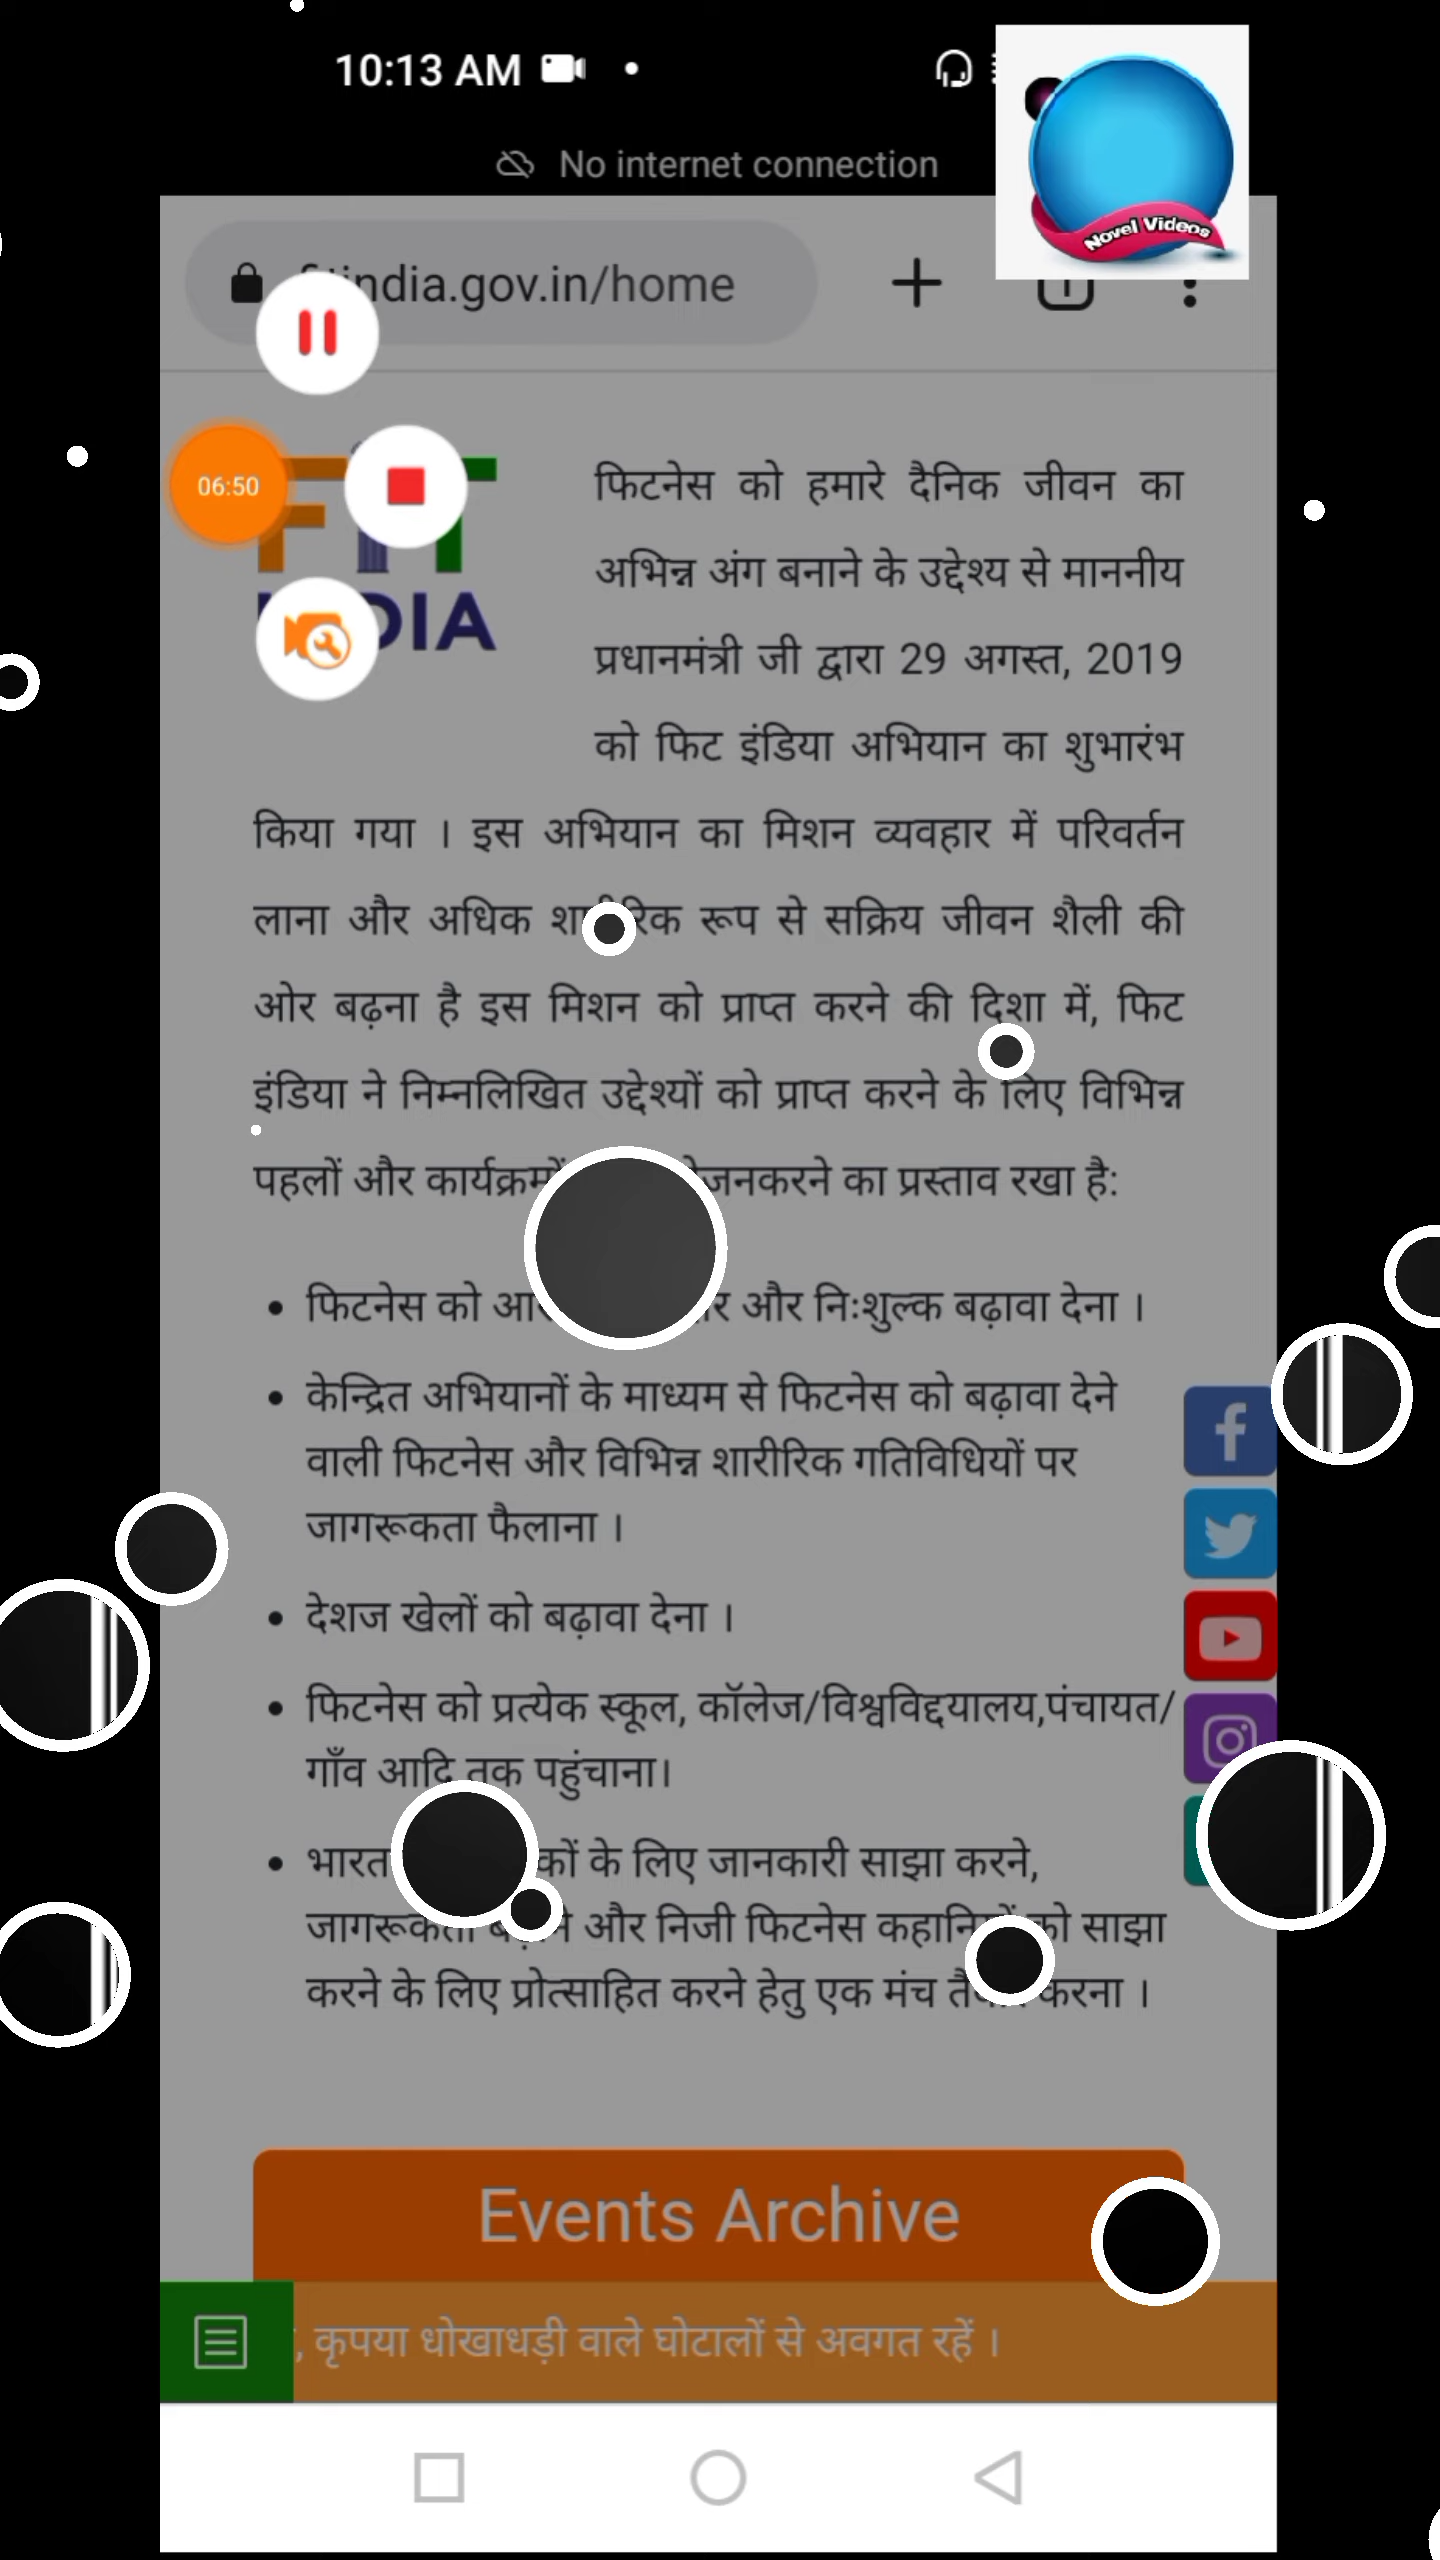 10:13 AM
No internet connection
Novel Videos
india.gov.in/home
06:50
फिटनेस को हमारे दैनिक जीवन का
अभिन्न अंग बनाने के उद्देश्य से माननीय
प्रधानमंत्री जी द्वारा 29 अगस्त, 2019
को फिट इंडिया अभियान का शुभारंभ
किया गया । इस अभियान का मिशन व्यवहार में परिवर्तन
लाना और अधिक रूप से सक्रिय जीवन शैली की
ओर बढ़ना है इस मिशन को प्राप्त करने की दिशा में, फिट
इंडिया ने निम्नलिखित उद्देश्यों को प्राप्त करने के लिए विभिन्न
पहलों और का प्रस्ताव रखा है:
• फिटनेस को और निःशुल्क बढ़ावा देना ।
• केन्द्रित अभियानों के माध्यम से फिटनेस को बढ़ावा देने
वाली फिटनेस और विभिन्न शारीरिक गतिविधियों पर
जागरूकता फैलाना ।
• देशज खेलों को बढ़ावा देना ।
• फिटनेस को प्रत्येक स्कूल, कॉलेज/विश्वविद्दयालय,पंचायत/
गाँव आदि तक पहुंचाना।
• भारत के लिए जानकारी साझा करने,
जागरूकता और निजी फिटनेस को साझा
करने के लिए प्रोत्साहित करने हेतु एक मंच करना ।
Events Archive
, कृपया धोखाधड़ी वाले घोटालों से अवगत रहें ।